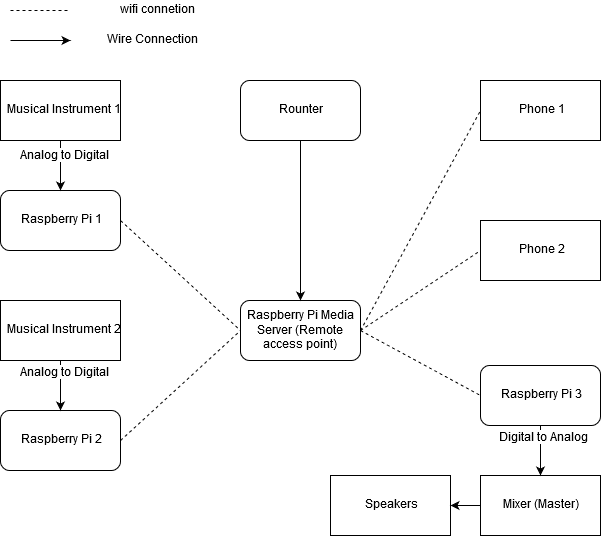 wifi connetion
Wire Connection
Musical Instrument 1
Rounter
Phone 1
Analog to Digital
Raspberry Pi 1
Phone 2
Musical Instrument 2
Raspberry Pi Media
Server (Remote
access point)
Analog to Digital
Raspberry Pi 3
Raspberry Pi 2
Digital to Analog
Speakers
Mixer (Master)